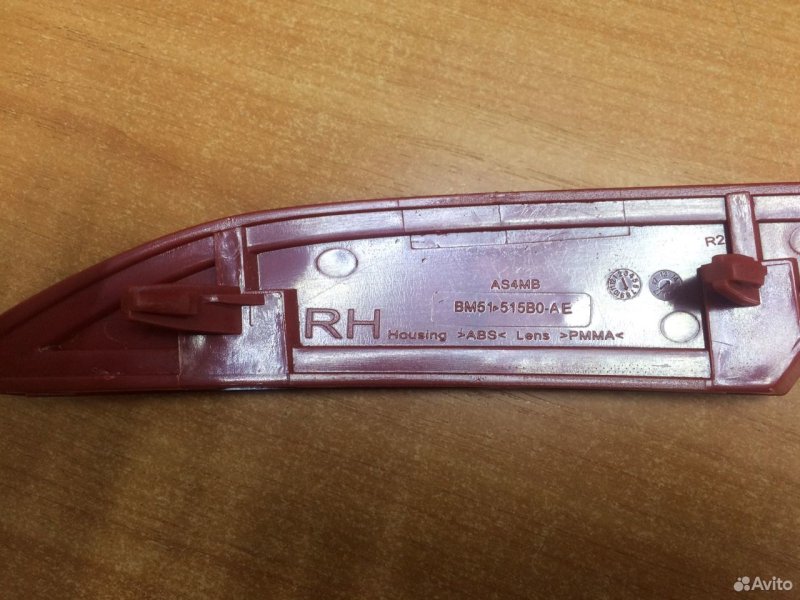 R2
AS4MB
BM51-515B0-AE
RH
Housing >ABS< Lens >PMMA<
Avito